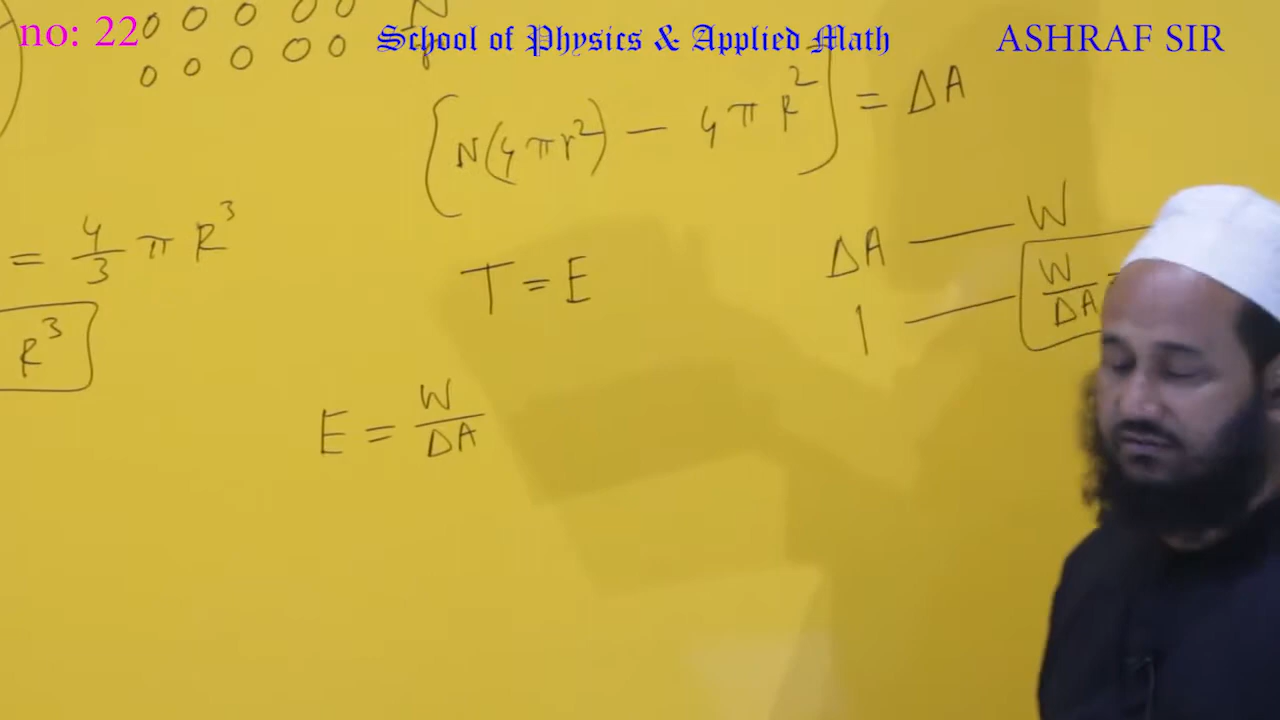 no: 22
School of Physics & Applied Math
ASHRAF SIR
[N(4πr²) − 4πR²] = ΔA
= 4/3 π R³
R³
T = E
ΔA — W
1 — W/ΔA
E = W/ΔA